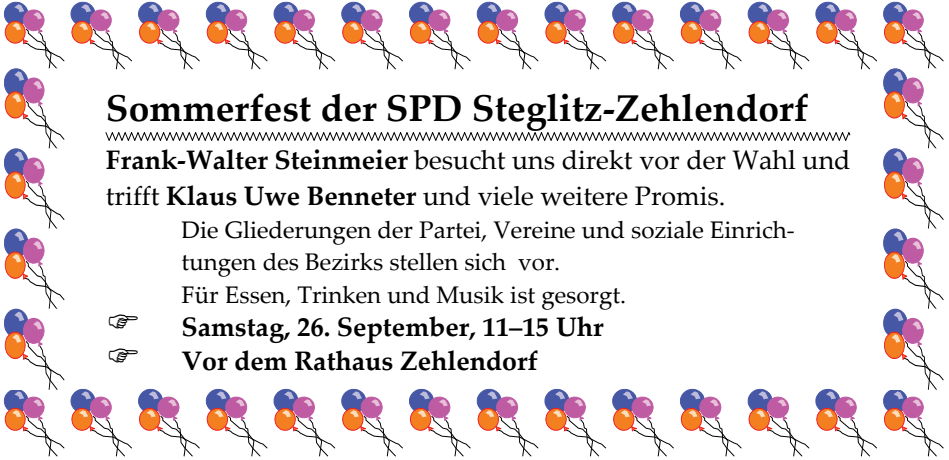 Sommerfest der SPD Steglitz-Zehlendorf
Frank-Walter Steinmeier besucht uns direkt vor der Wahl und
trifft Klaus Uwe Benneter und viele weitere Promis.
Die Gliederungen der Partei, Vereine und soziale Einrich-
tungen des Bezirks stellen sich  vor.
Für Essen, Trinken und Musik ist gesorgt.
☞ Samstag, 26. September, 11–15 Uhr
☞ Vor dem Rathaus Zehlendorf